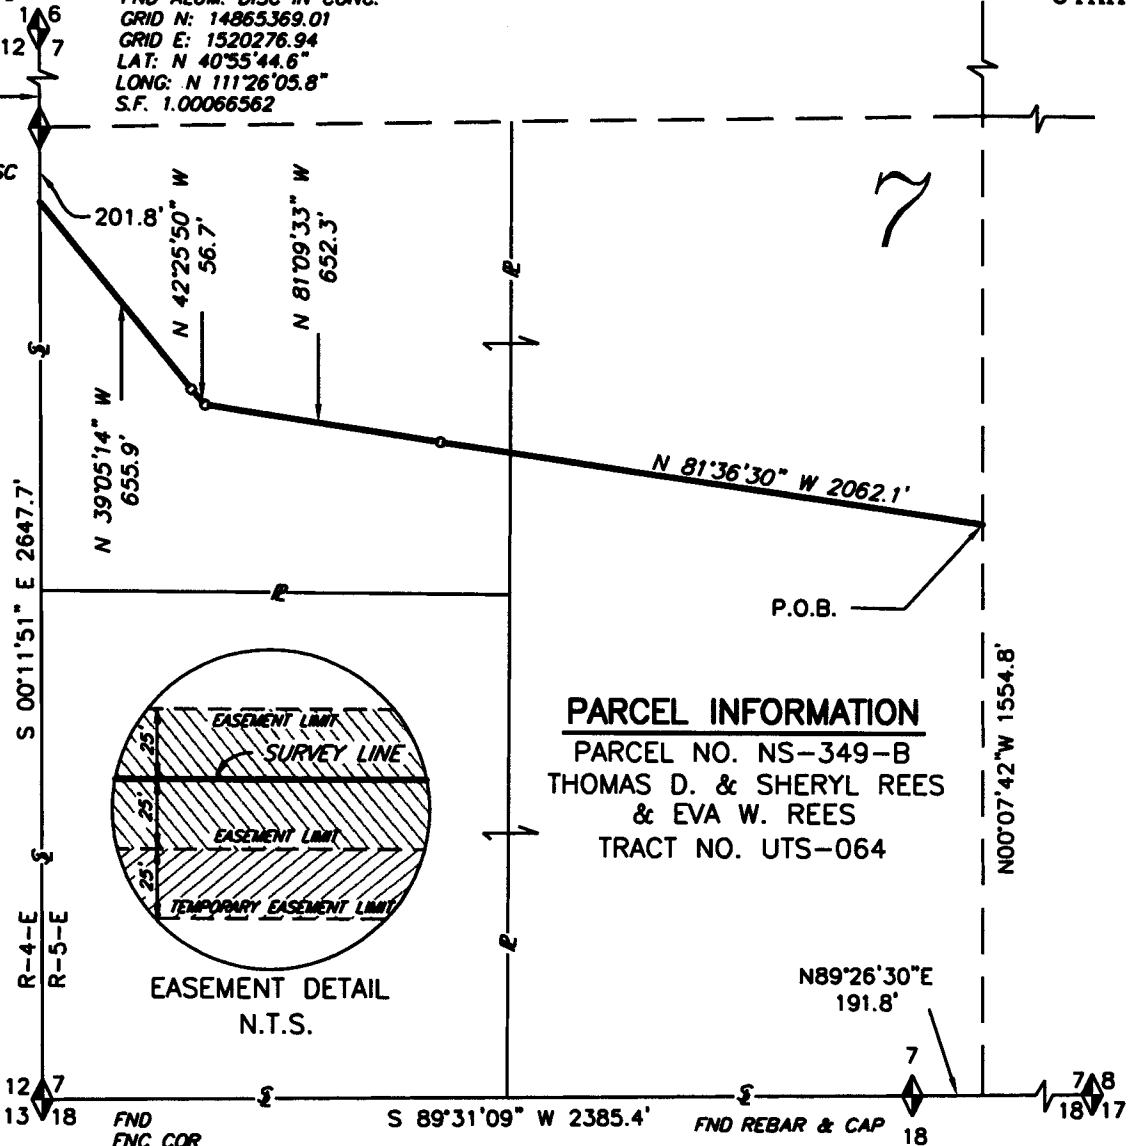 1 6
12 7
FND ALUM. DISC IN CONC.
GRID N: 14865369.01
GRID E: 1520276.94
LAT: N 40°55'44.6"
LONG: N 111°26'05.8"
S.F. 1.00066562
7
201.8'
N 42°25'50" W
56.7'
N 81°09'33" W
652.3'
N 39°05'14" W
655.9'
N 81°36'30" W 2062.1'
P.O.B.
S 00°11'51" E 2647.7'
N00°07'42"W 1554.8'
EASEMENT LIMIT
SURVEY LINE
25'
25'
EASEMENT LIMIT
25'
TEMPORARY EASEMENT LIMIT
EASEMENT DETAIL
N.T.S.
PARCEL INFORMATION
PARCEL NO. NS-349-B
THOMAS D. & SHERYL REES
& EVA W. REES
TRACT NO. UTS-064
R-4-E
R-5-E
N89°26'30"E
191.8'
12 7
13 18
FND
FNC COR
S 89°31'09" W 2385.4'
FND REBAR & CAP
7
18
7 8
18 17